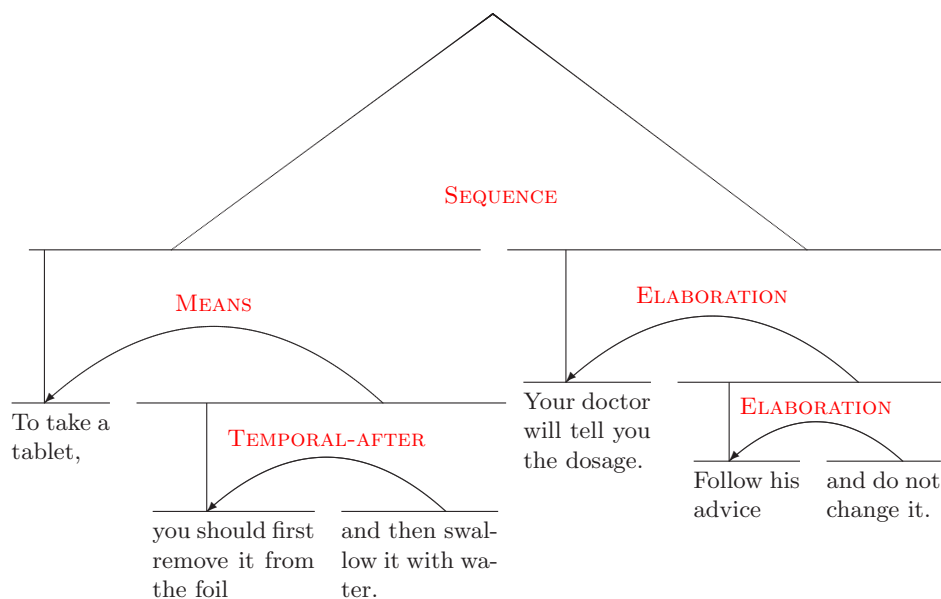 SEQUENCE
MEANS
ELABORATION
To take a
tablet,
TEMPORAL-AFTER
you should first
remove it from
the foil
and then swal-
low it with wa-
ter.
Your doctor
will tell you
the dosage.
ELABORATION
Follow his
advice
and do not
change it.